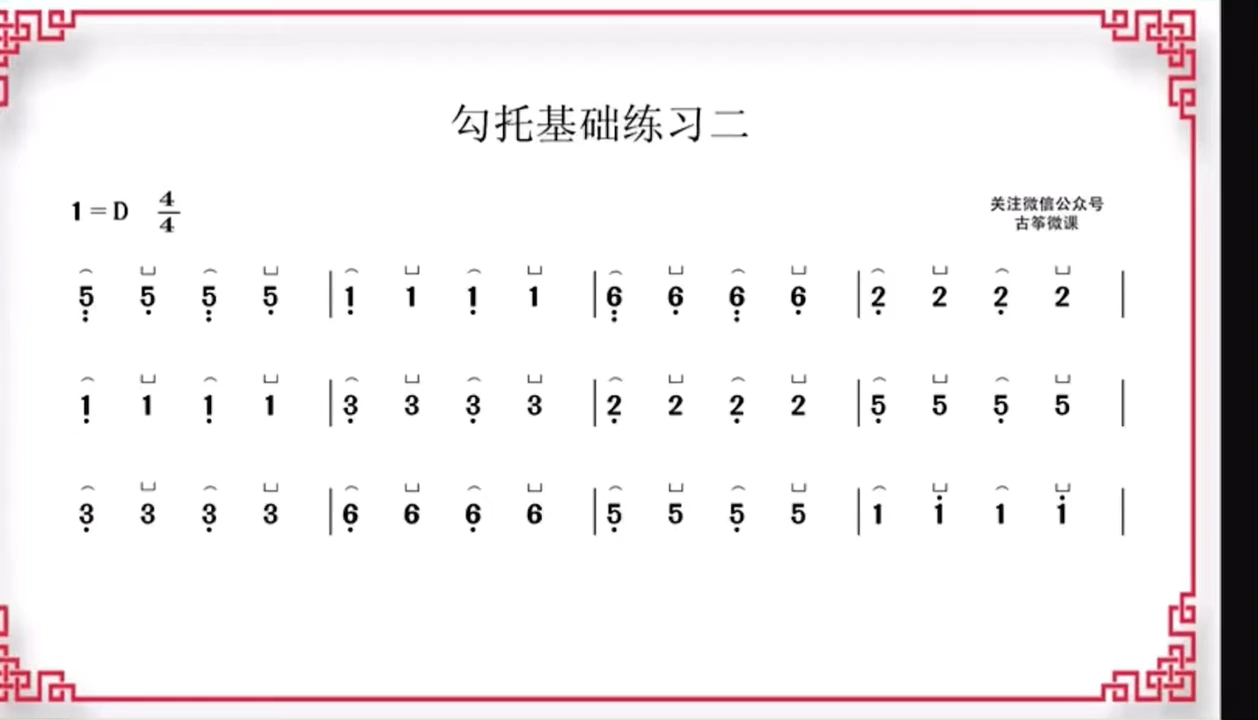 勾托基础练习二
1 = D 4/4
关注微信公众号
古筝微课
5 5 5 5 | 1 1 1 1 | 6 6 6 6 | 2 2 2 2 |
1 1 1 1 | 3 3 3 3 | 2 2 2 2 | 5 5 5 5 |
3 3 3 3 | 6 6 6 6 | 5 5 5 5 | 1 1 1 1 |